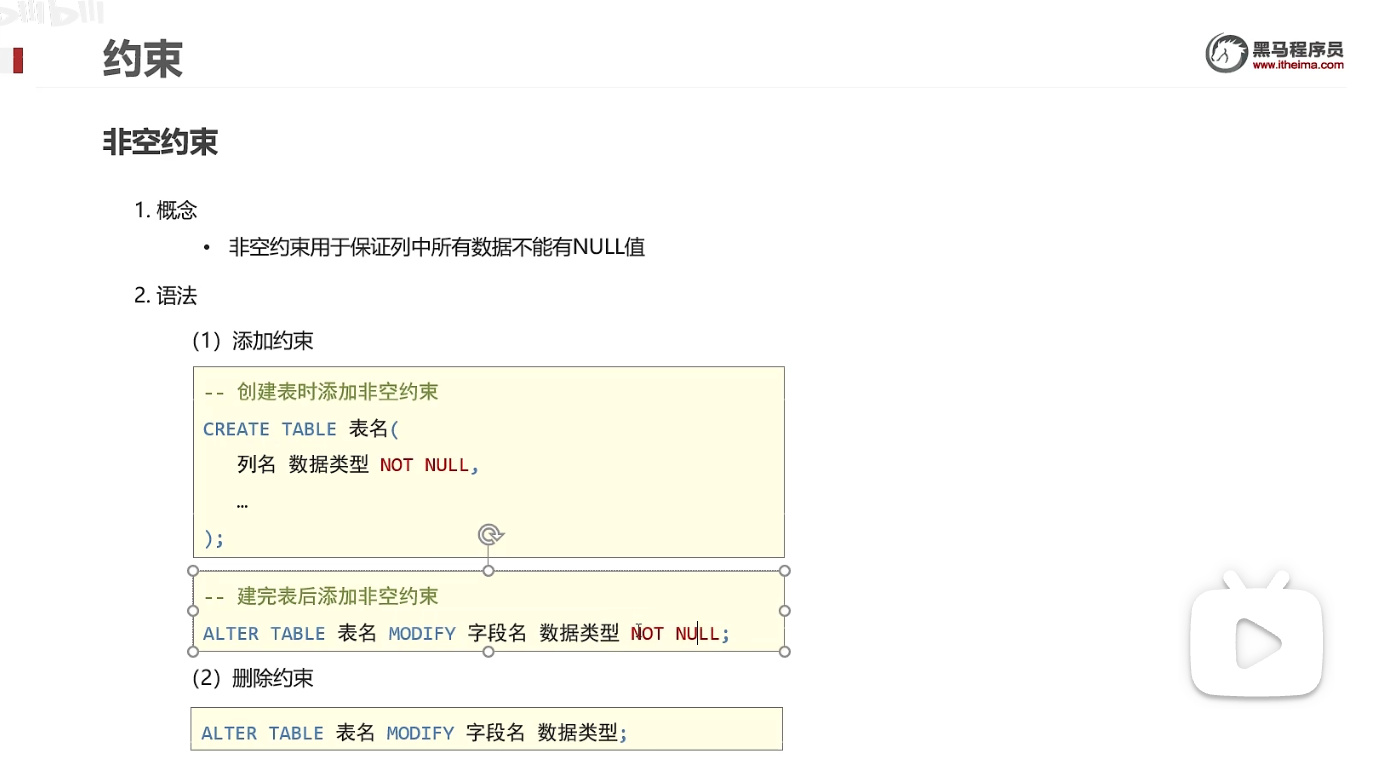 bilibili
约束
黑马程序员
www.itheima.com
非空约束
1. 概念
• 非空约束用于保证列中所有数据不能有NULL值
2. 语法
（1）添加约束
-- 创建表时添加非空约束
CREATE TABLE 表名(
列名 数据类型 NOT NULL,
…
);
-- 建完表后添加非空约束
ALTER TABLE 表名 MODIFY 字段名 数据类型 NOT NULL;
（2）删除约束
ALTER TABLE 表名 MODIFY 字段名 数据类型;